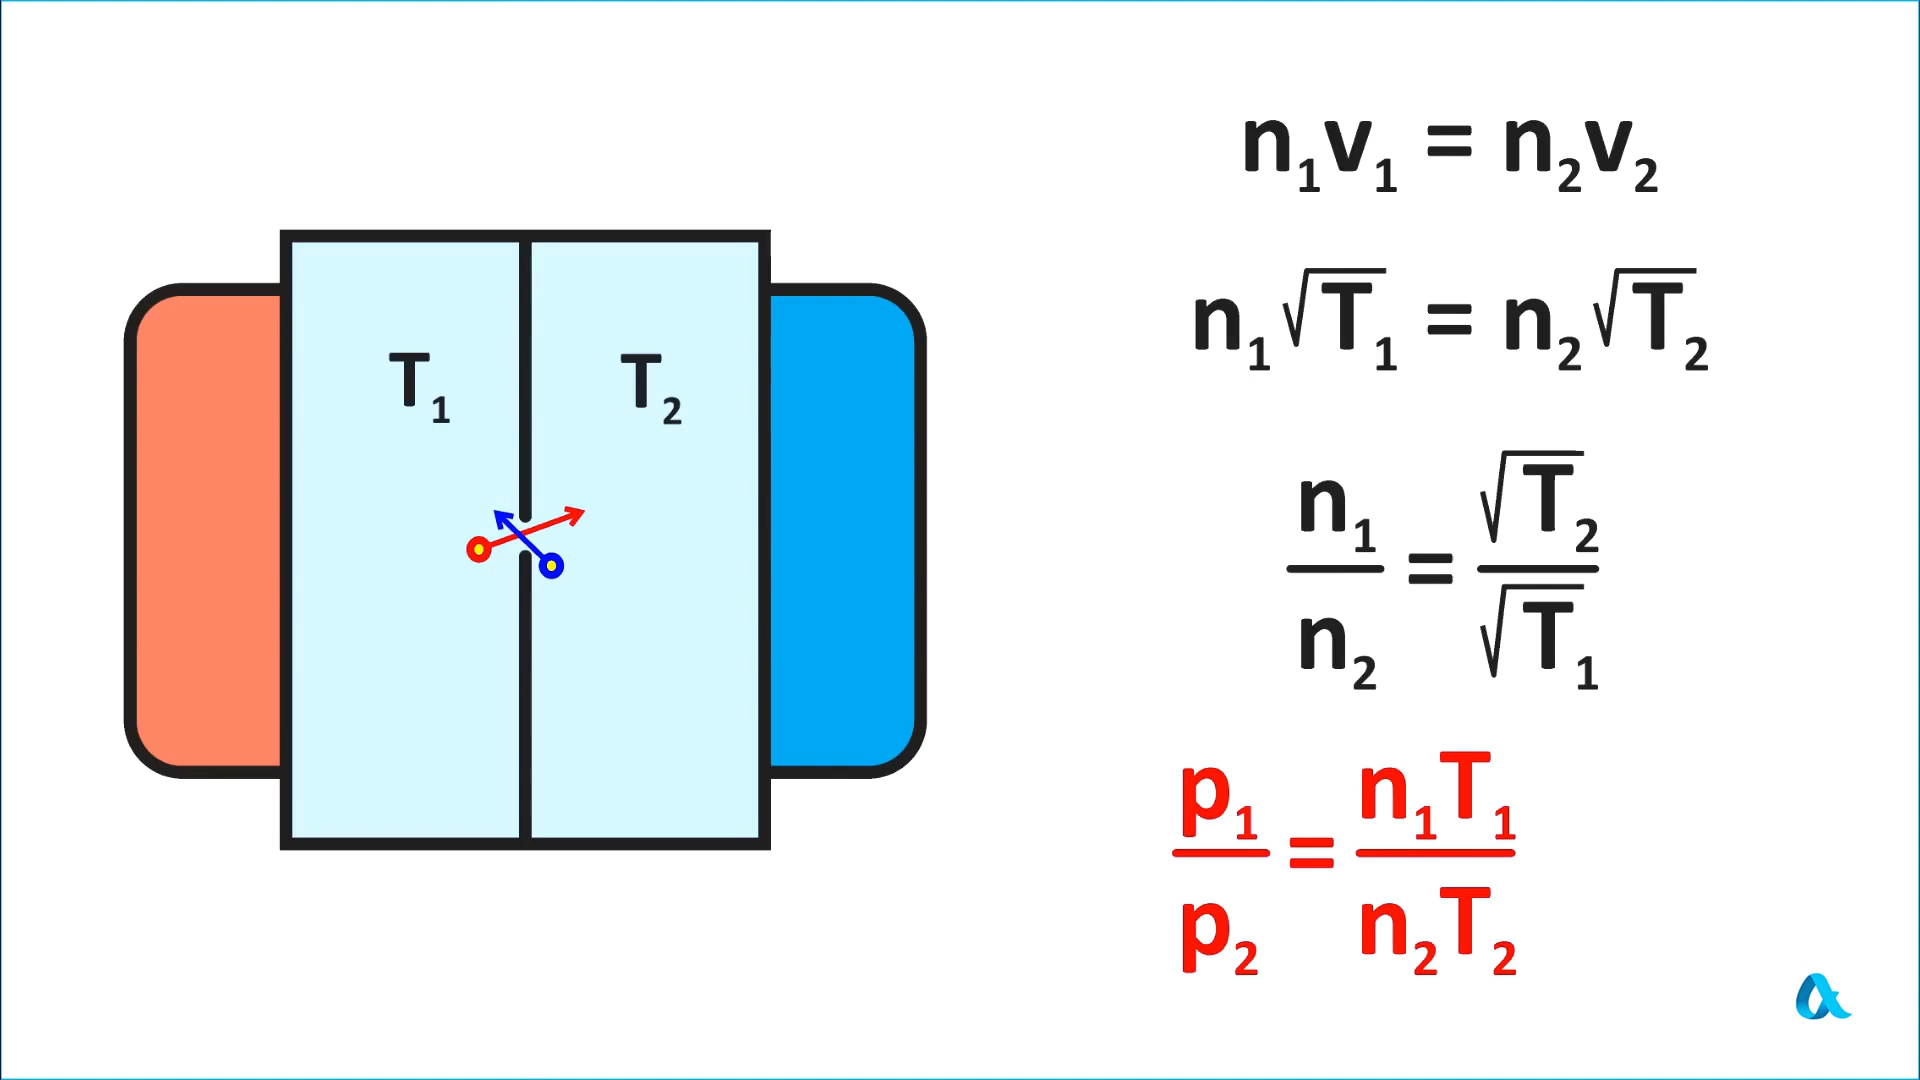 T₁ T₂
n₁v₁ = n₂v₂
n₁√T₁ = n₂√T₂
n₁/n₂ = √T₂/√T₁
p₁/p₂ = n₁T₁/n₂T₂